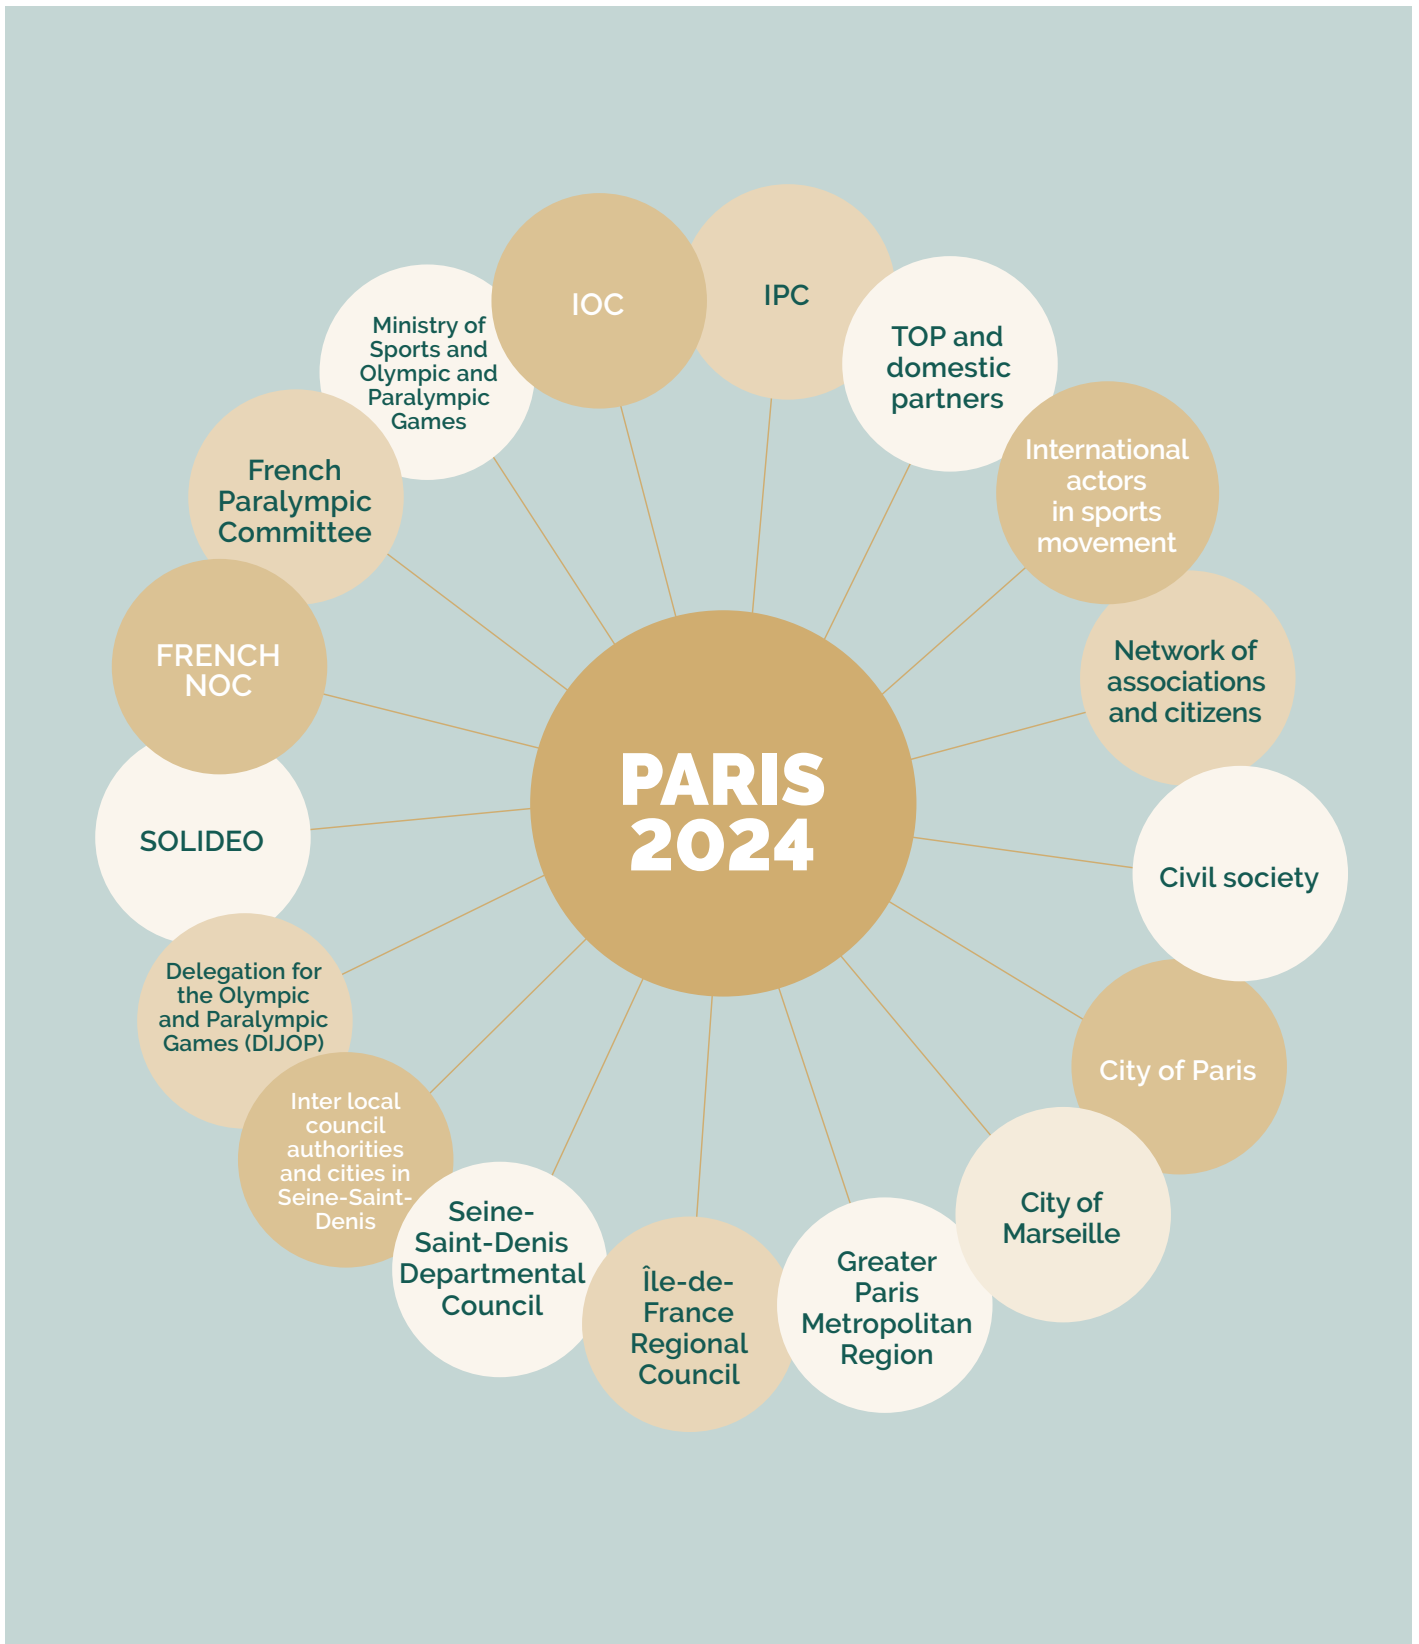 IOC
IPC
TOP and
domestic
partners
International
actors
in sports
movement
Network of
associations
and citizens
Civil society
City of Paris
City of
Marseille
Greater
Paris
Metropolitan
Region
Île-de-
France
Regional
Council
Seine-
Saint-Denis
Departmental
Council
Inter local
council
authorities
and cities in
Seine-Saint-
Denis
Delegation for
the Olympic
and Paralympic
Games (DIJOP)
SOLIDEO
FRENCH
NOC
French
Paralympic
Committee
Ministry of
Sports and
Olympic and
Paralympic
Games
PARIS
2024